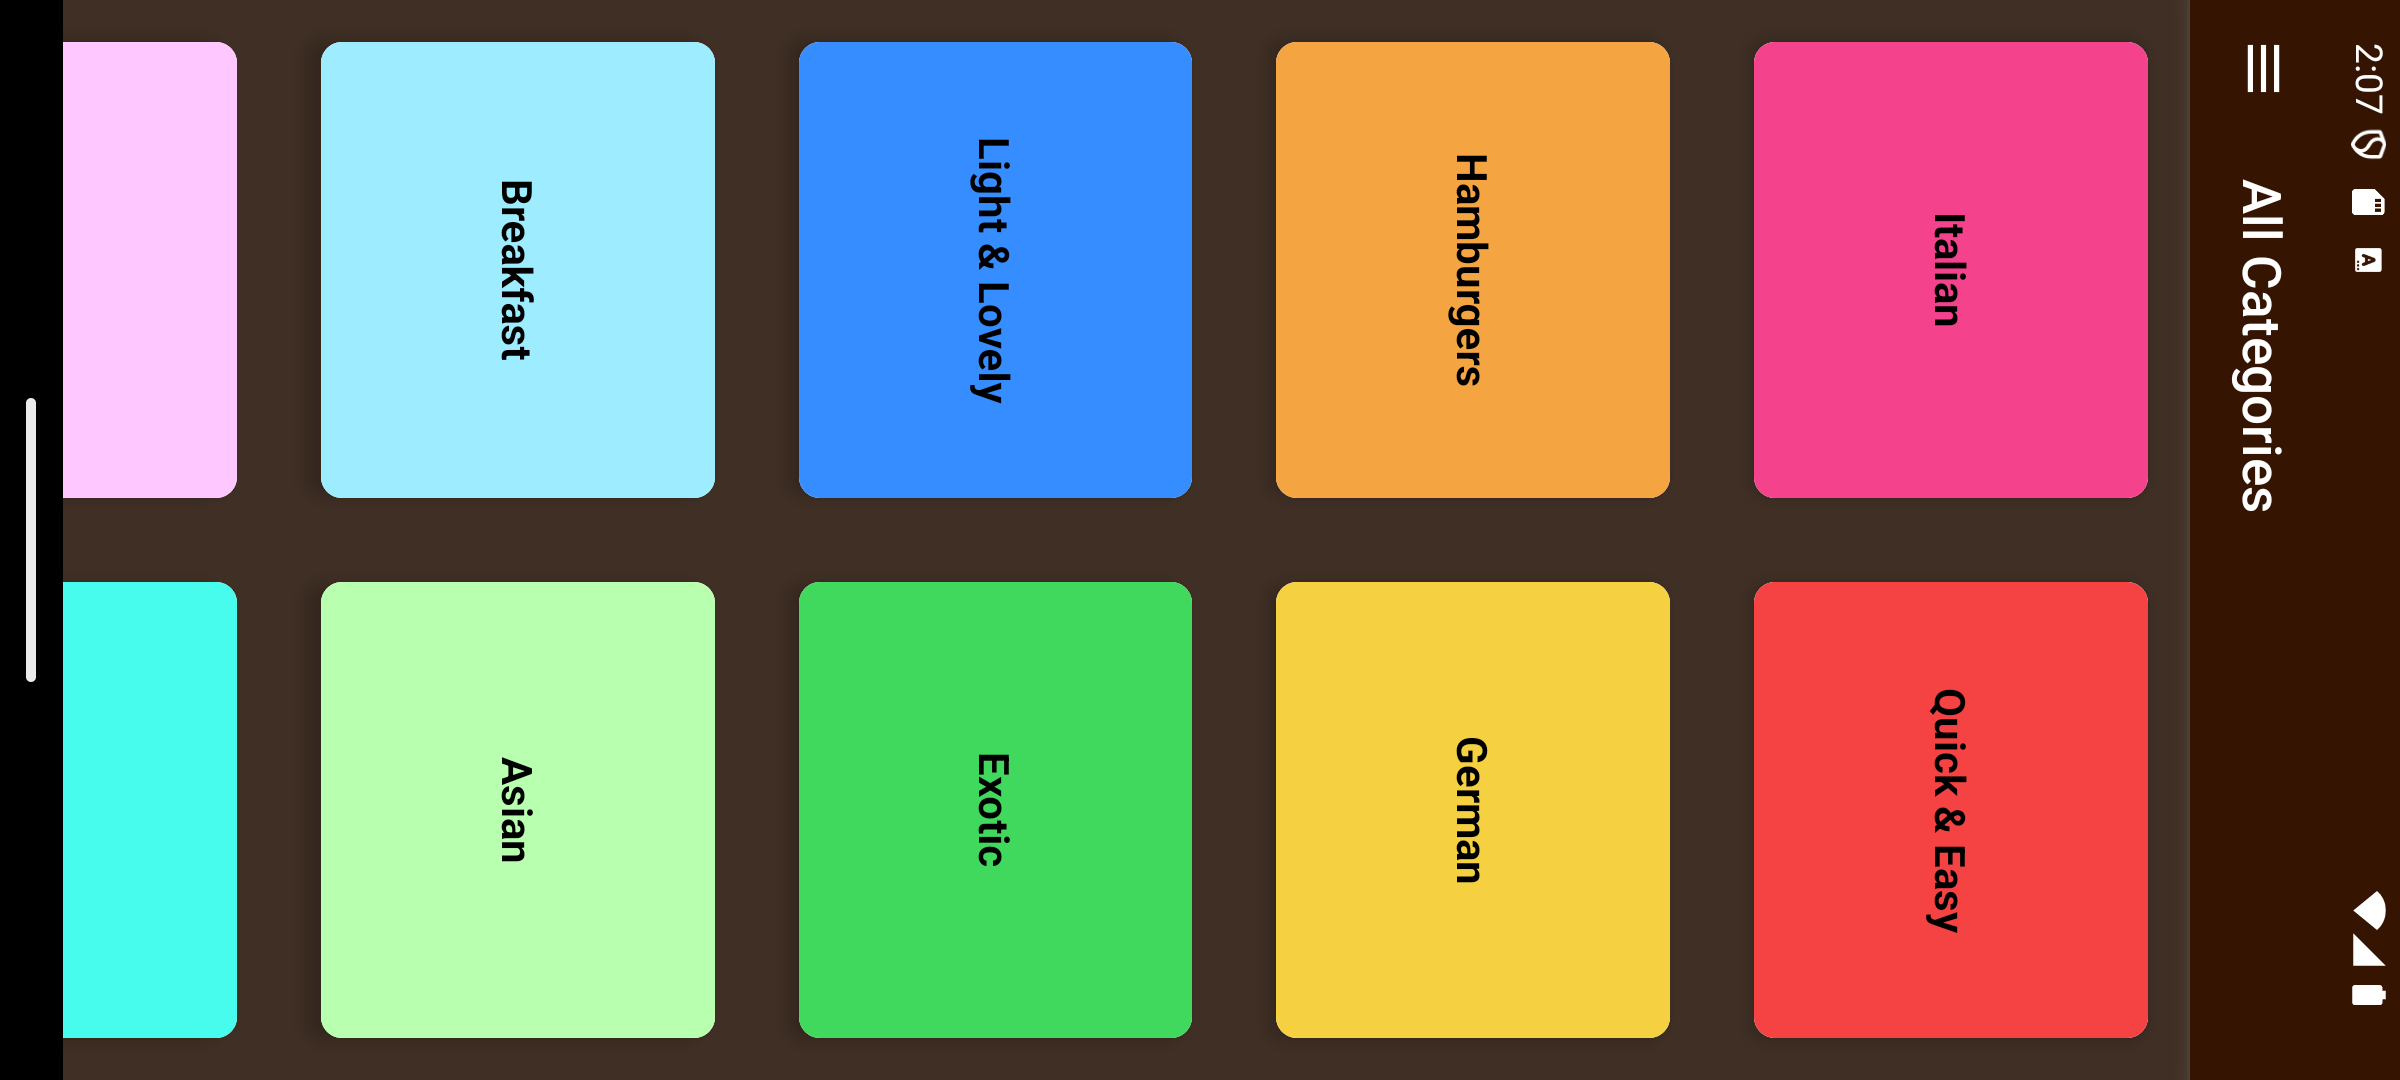 2:07
All Categories
Italian
Quick & Easy
Hamburgers
German
Light & Lovely
Exotic
Breakfast
Asian